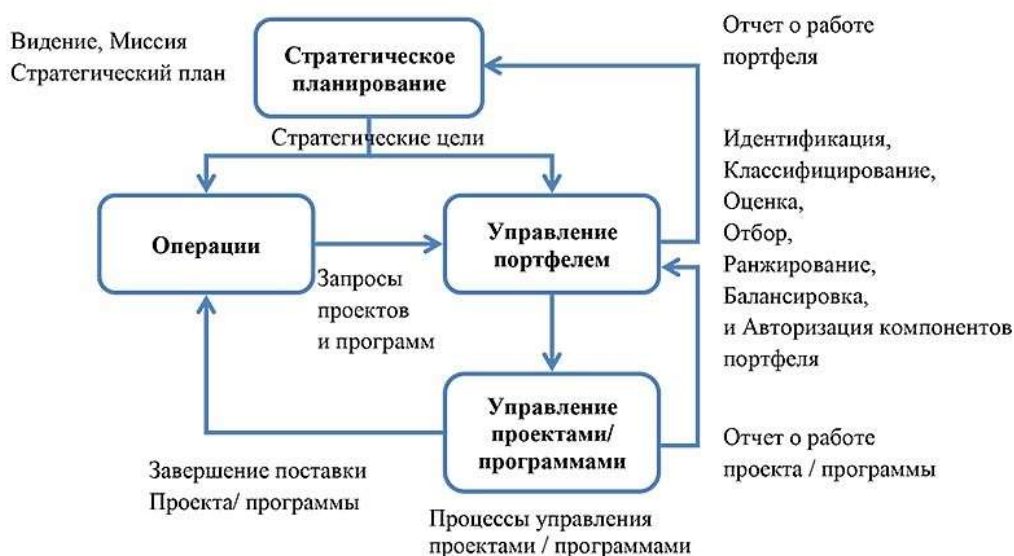 Видение, Миссия
Стратегический план
Стратегическое
планирование
Отчет о работе
портфеля
Стратегические цели
Идентификация,
Классифицирование,
Оценка,
Отбор,
Ранжирование,
Балансировка,
и Авторизация компонентов
портфеля
Операции
Управление
портфелем
Запросы
проектов
и программ
Управление
проектами/
программами
Отчет о работе
проекта / программы
Завершение поставки
Проекта/ программы
Процессы управления
проектами / программами